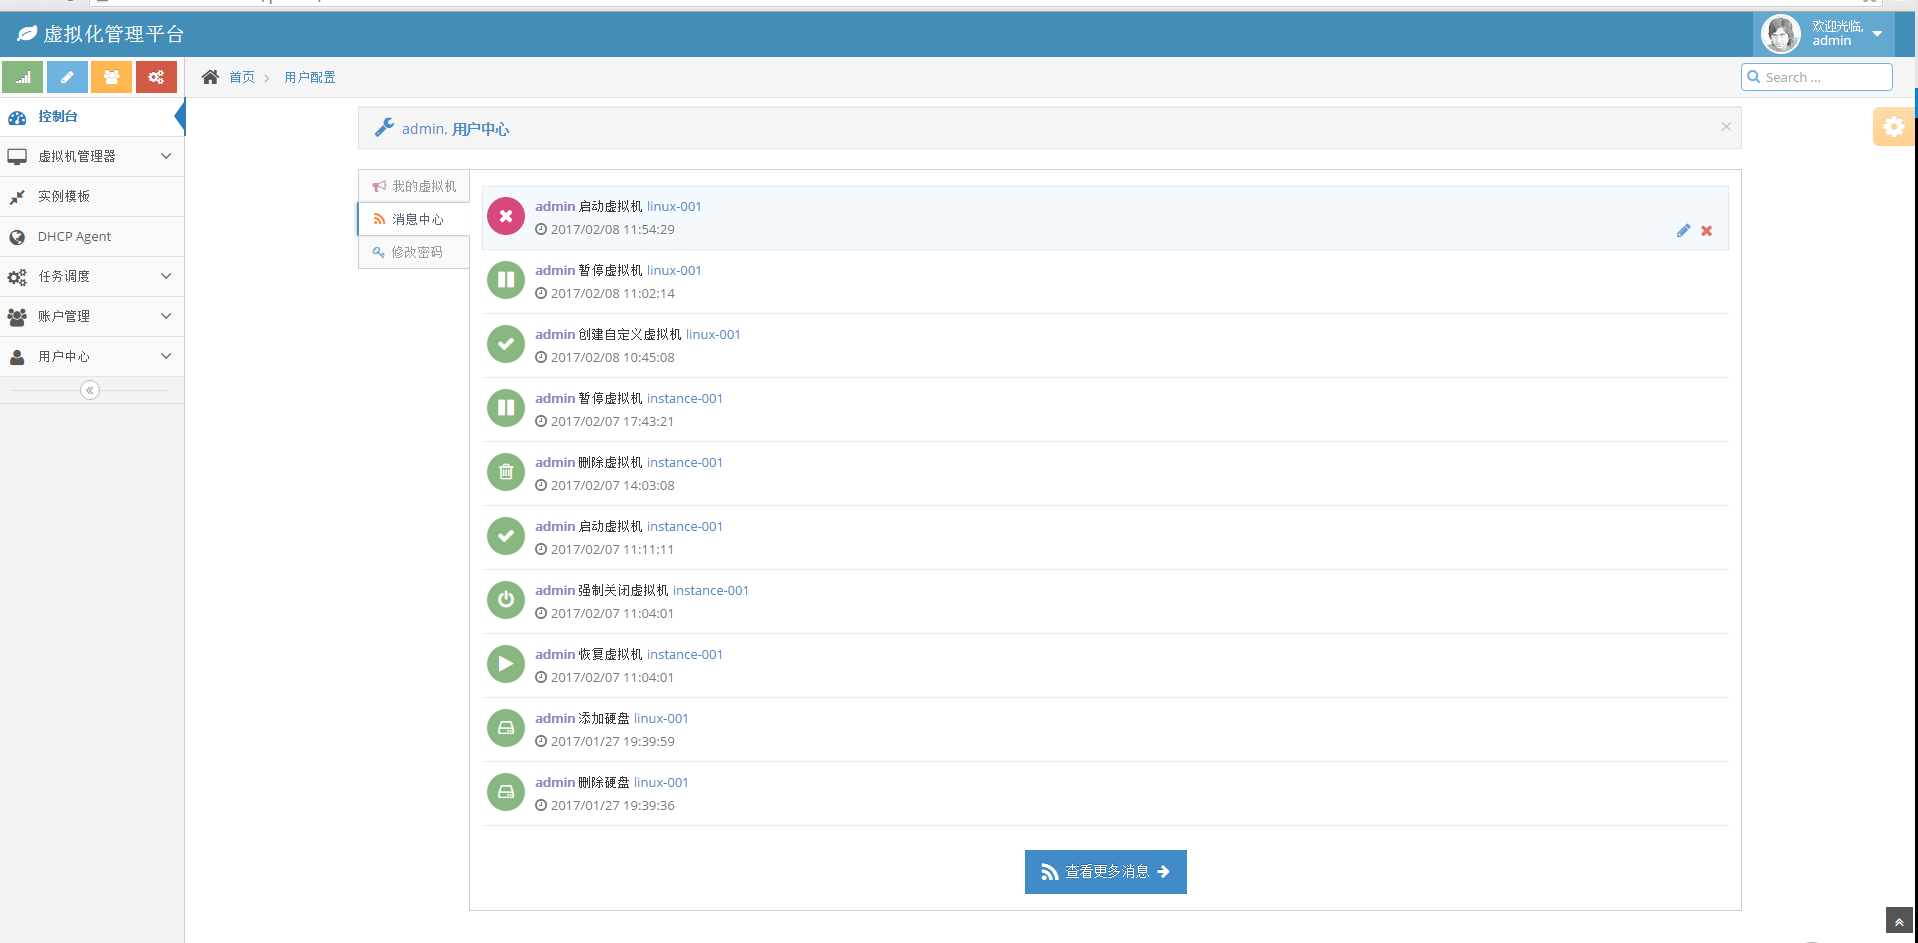 虚拟化管理平台
欢迎光临,
admin
首页
用户配置
Search ...
控制台
虚拟机管理器
实例模板
DHCP Agent
任务调度
账户管理
用户中心
admin, 用户中心
我的虚拟机
消息中心
修改密码
admin 启动虚拟机 linux-001
2017/02/08 11:54:29
admin 暂停虚拟机 linux-001
2017/02/08 11:02:14
admin 创建自定义虚拟机 linux-001
2017/02/08 10:45:08
admin 暂停虚拟机 instance-001
2017/02/07 17:43:21
admin 删除虚拟机 instance-001
2017/02/07 14:03:08
admin 启动虚拟机 instance-001
2017/02/07 11:11:11
admin 强制关闭虚拟机 instance-001
2017/02/07 11:04:01
admin 恢复虚拟机 instance-001
2017/02/07 11:04:01
admin 添加硬盘 linux-001
2017/01/27 19:39:59
admin 删除硬盘 linux-001
2017/01/27 19:39:36
查看更多消息